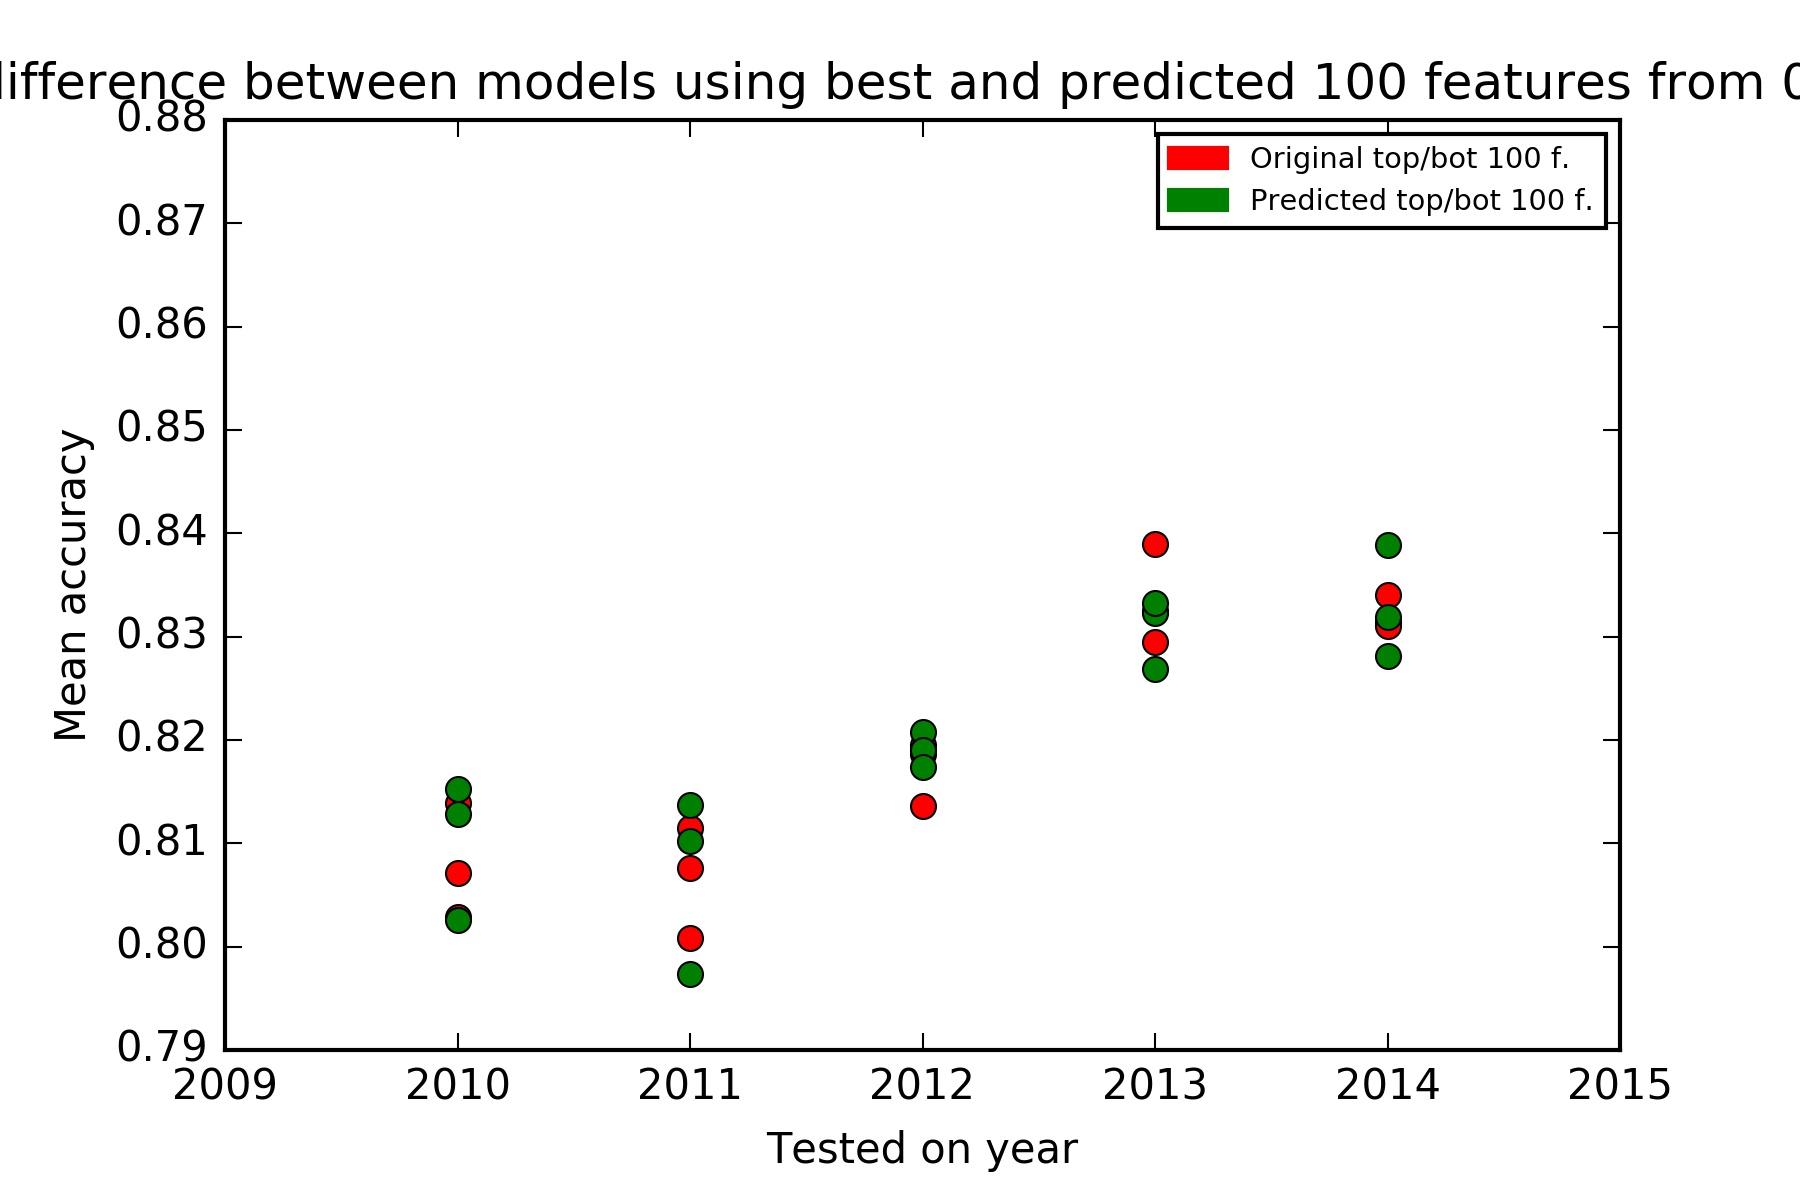 difference between models using best and predicted 100 features from
0.88
0.87
0.86
0.85
0.84
0.83
0.82
0.81
0.80
0.79
Original top/bot 100 f.
Predicted top/bot 100 f.
Mean accuracy
2009 2010 2011 2012 2013 2014 2015
Tested on year